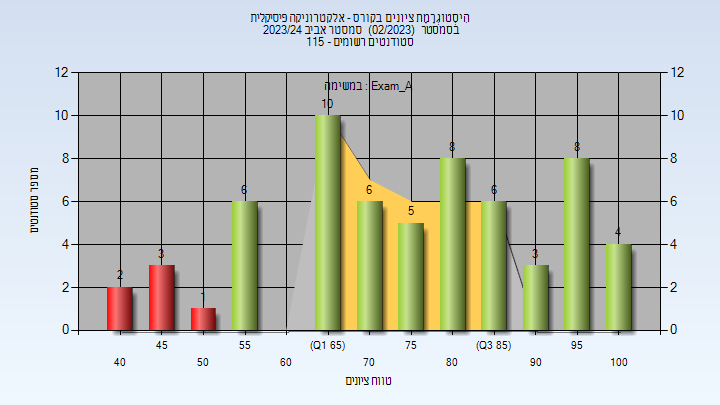 היסטוגרמת ציונים בקורס - אלקטרוניקה פיסיקלית
בסמסטר (02/2023) סמסטר אביב 2023/24
סטודנטים רשומים - 115
במשימה : Exam_A
12 12
10 10
8 8
6 6
4 4
2 2
0 0
מספר סטודנטים
2 3 1 6 10 6 5 8 6 3 8 4
45 55 (Q1 65) 75 (Q3 85) 95
40 50 60 70 80 90 100
טווח ציונים